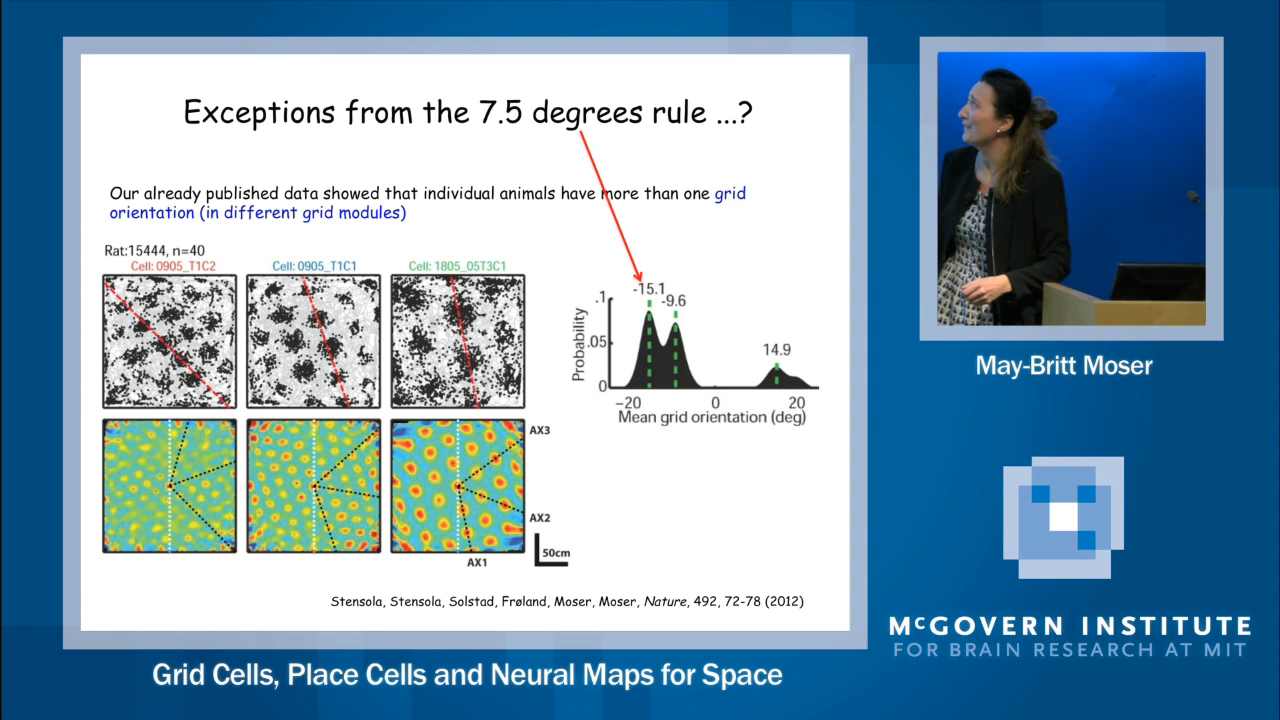 Exceptions from the 7.5 degrees rule ...?
Our already published data showed that individual animals have more than one grid
orientation (in different grid modules)
Rat:15444, n=40
Cell: 0905_T1C2
Cell: 0905_T1C1
Cell: 1805_05T3C1
-15.1
-9.6
14.9
.1
.05
0
Probability
−20
0
20
Mean grid orientation (deg)
AX3
AX2
AX1
50cm
Stensola, Stensola, Solstad, Frøland, Moser, Moser, Nature, 492, 72-78 (2012)
Grid Cells, Place Cells and Neural Maps for Space
May-Britt Moser
McGOVERN INSTITUTE
FOR BRAIN RESEARCH AT MIT